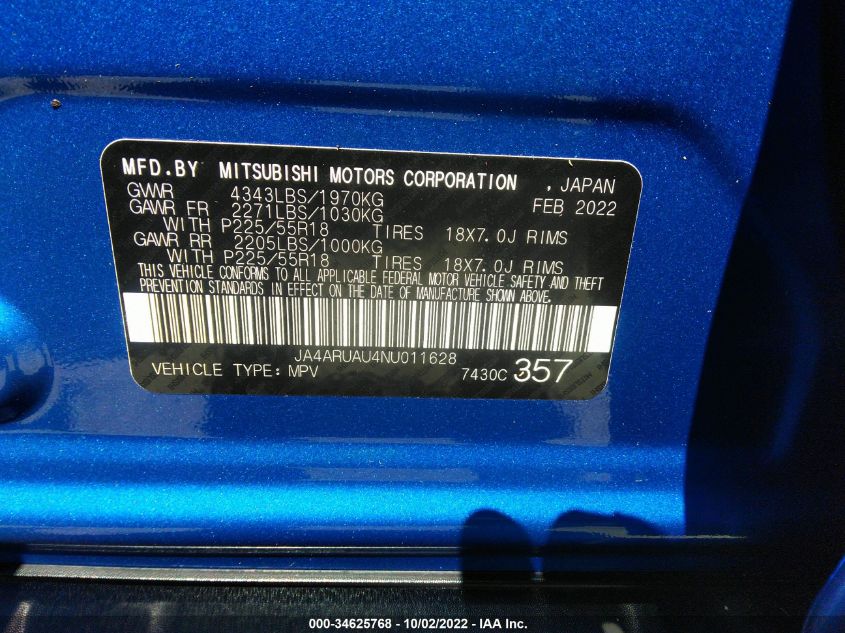 MFD.BY MITSUBISHI MOTORS CORPORATION , JAPAN
GVWR 4343LBS/1970KG FEB 2022
GAWR FR 2271LBS/1030KG
WITH P225/55R18 TIRES 18X7.0J RIMS
GAWR RR 2205LBS/1000KG
WITH P225/55R18 TIRES 18X7.0J RIMS
THIS VEHICLE CONFORMS TO ALL APPLICABLE FEDERAL MOTOR VEHICLE SAFETY AND THEFT
PREVENTION STANDARDS IN EFFECT ON THE DATE OF MANUFACTURE SHOWN ABOVE.
JA4ARUAU4NU011628
VEHICLE TYPE: MPV 7430C 357
000-34625768 - 10/02/2022 - IAA Inc.